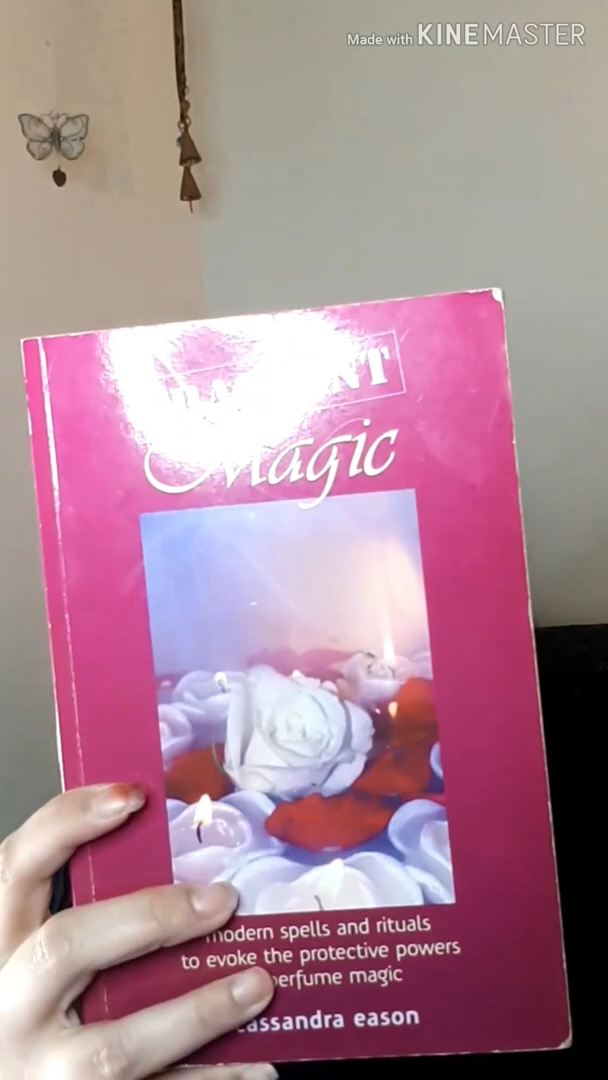 Made with KINEMASTER
Magic
modern spells and rituals
to evoke the protective powers
perfume magic
cassandra eason